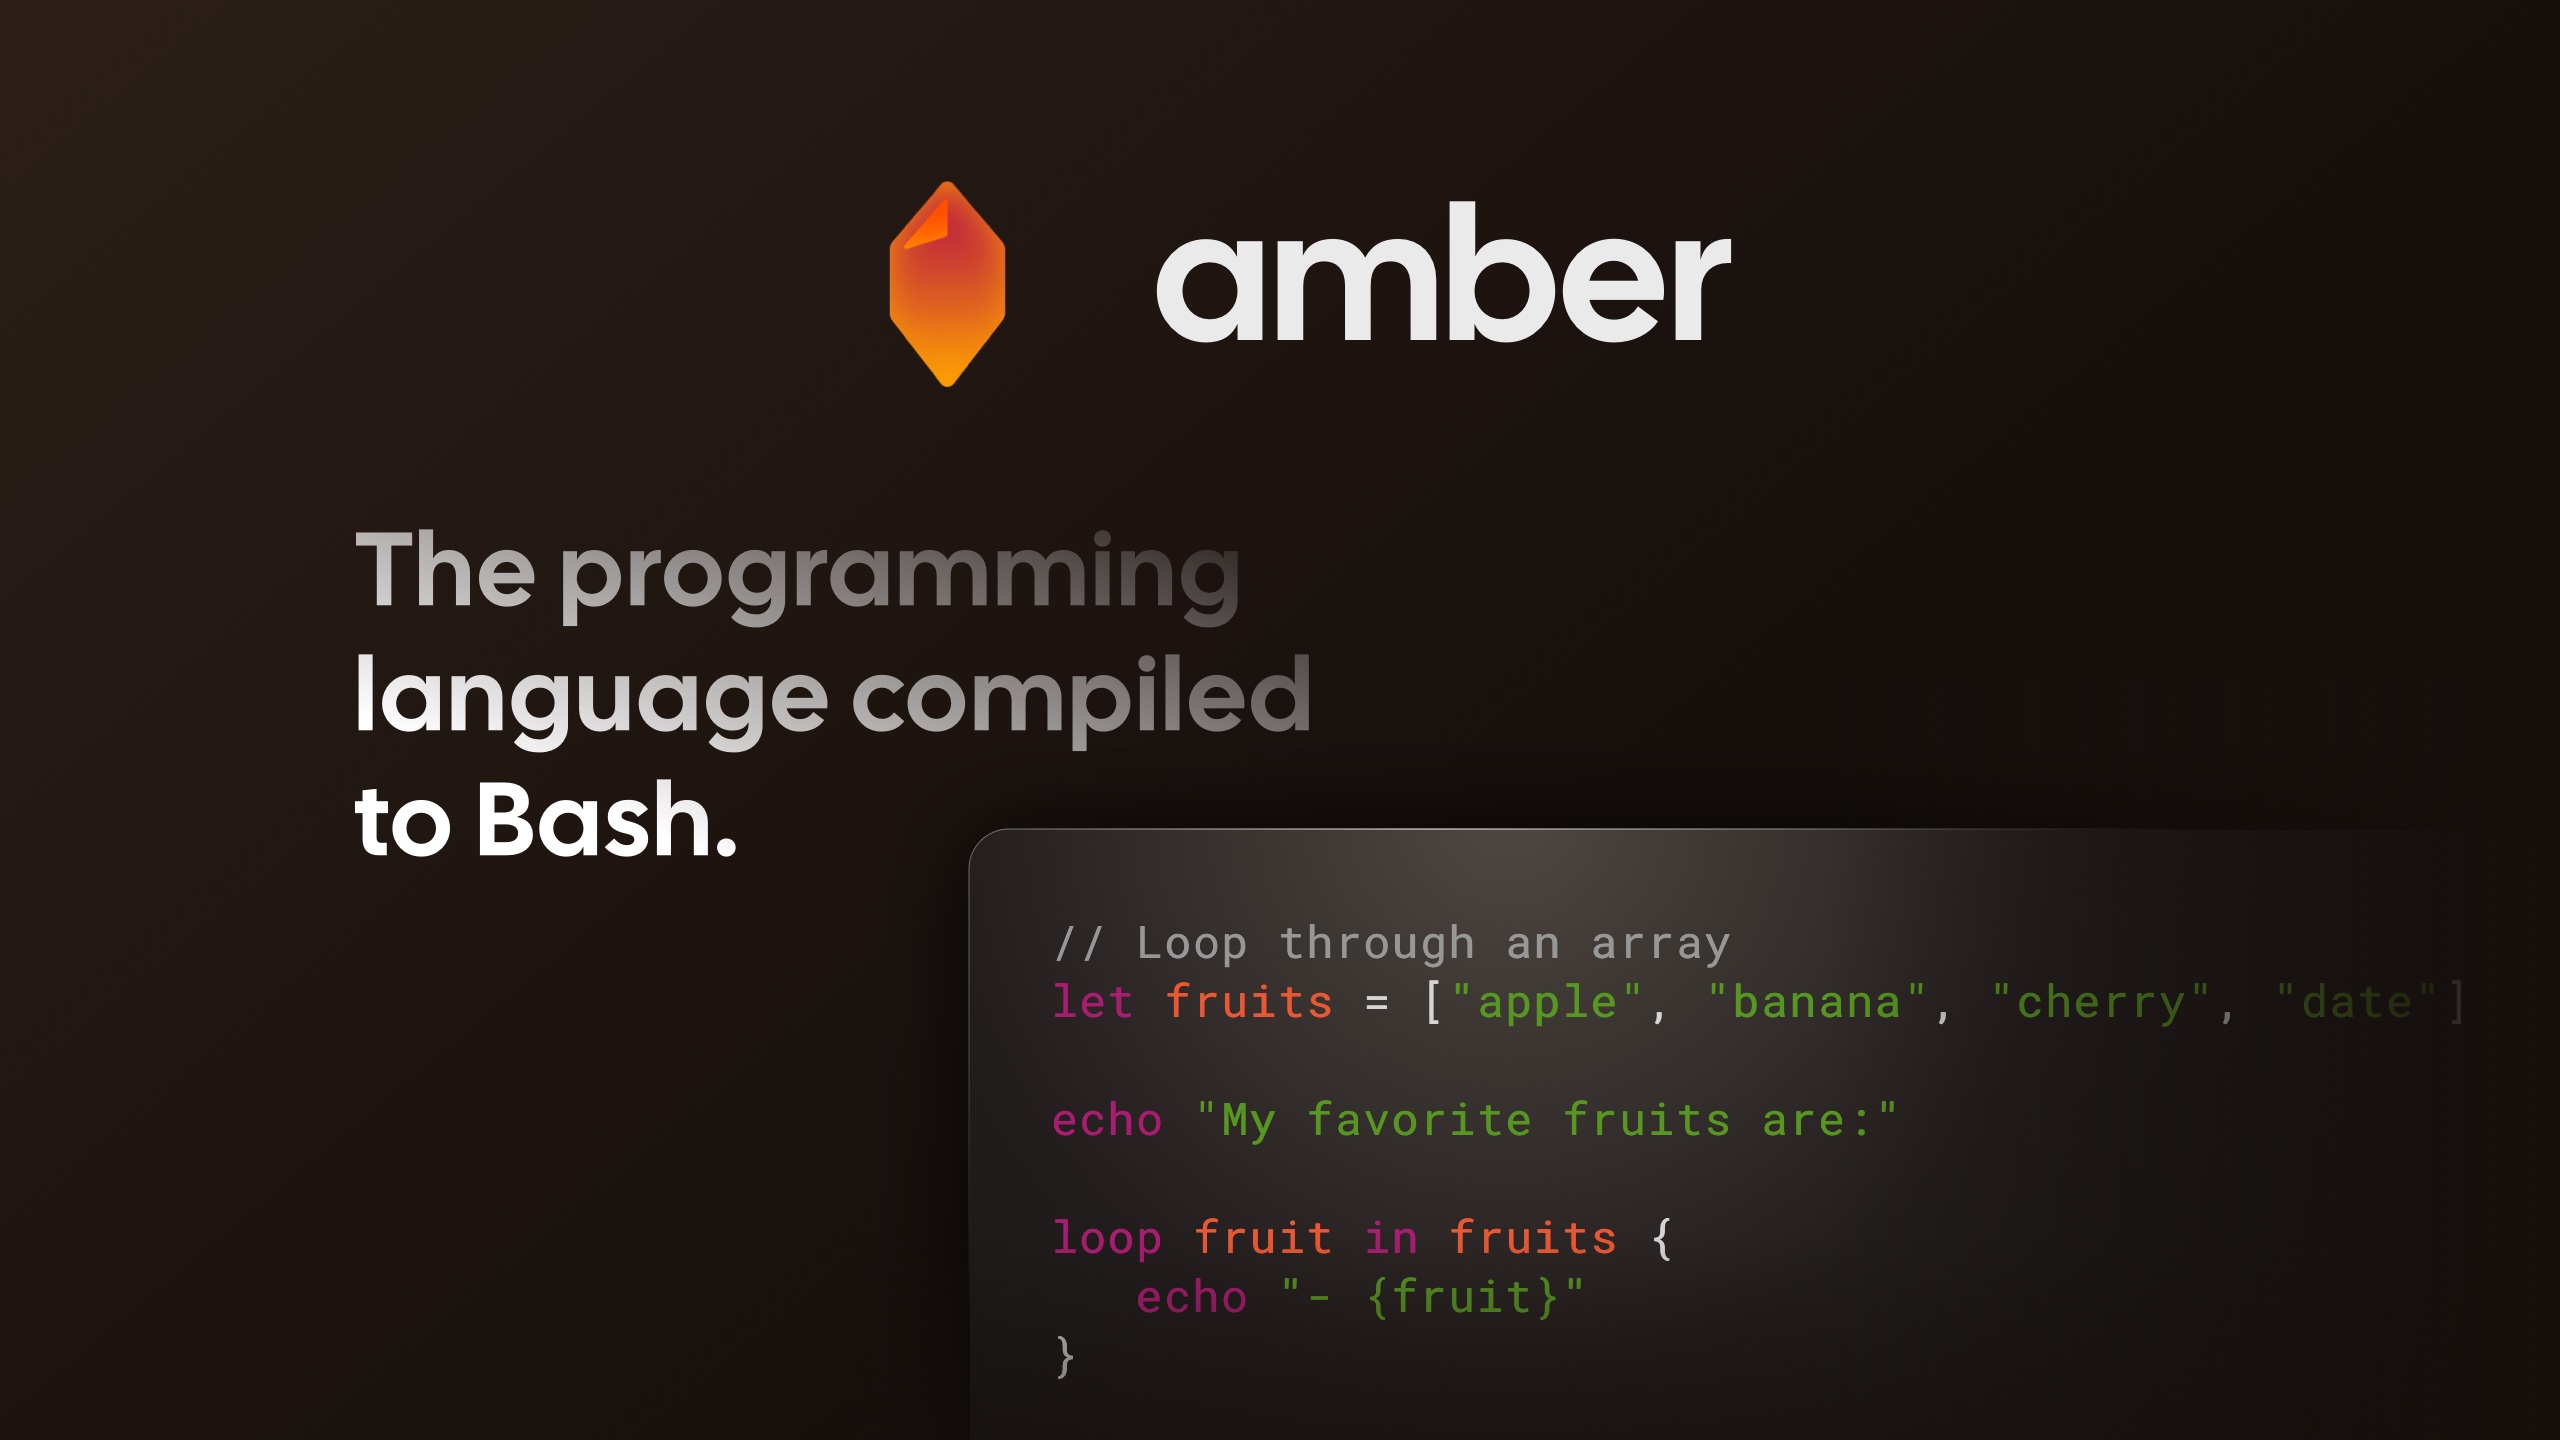 amber
The programming
language compiled
to Bash.
// Loop through an array
let fruits = ["apple", "banana", "cherry", "date"]
echo "My favorite fruits are:"
loop fruit in fruits {
   echo "- {fruit}"
}